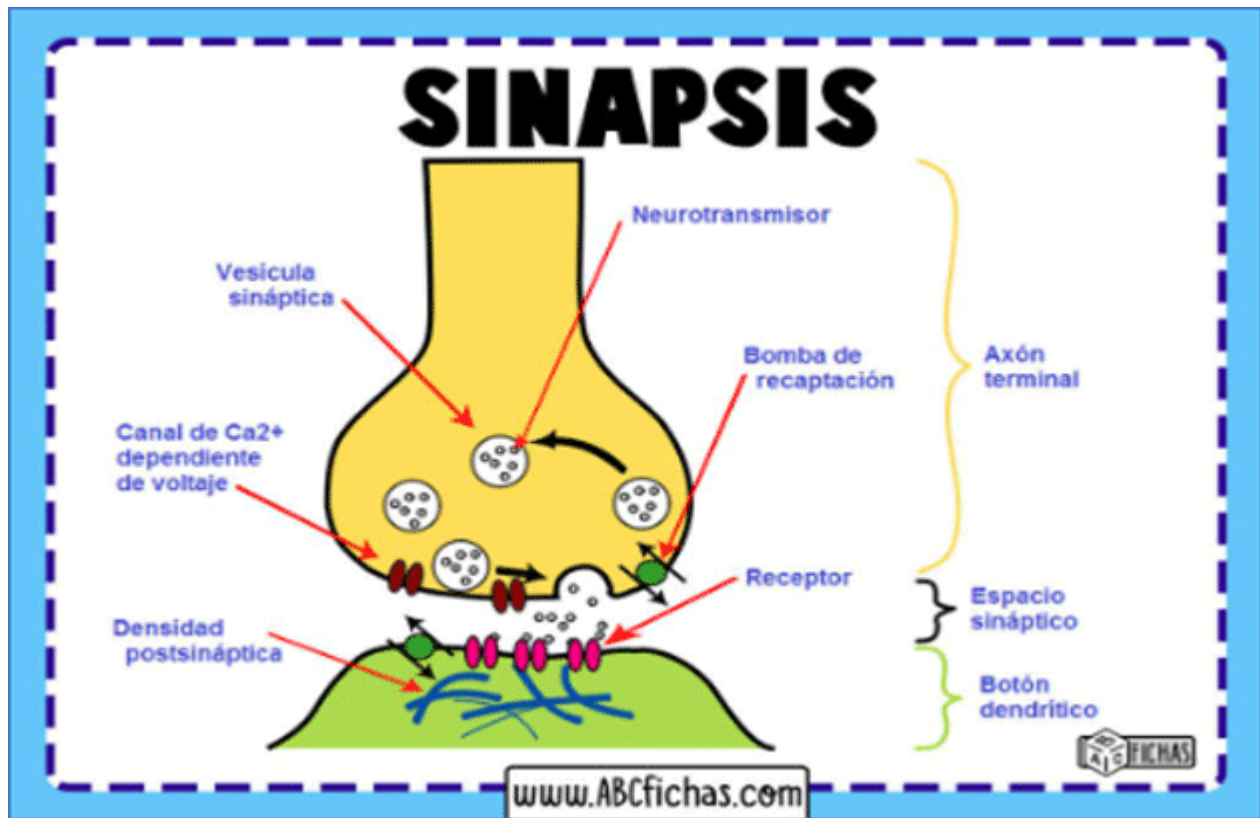 SINAPSIS
Neurotransmisor
Vesícula
sináptica
Bomba de
recaptación
Axón
terminal
Canal de Ca2+
dependiente
de voltaje
Receptor
Espacio
sináptico
Densidad
postsináptica
Botón
dendrítico
ABC FICHAS
www.ABCfichas.com